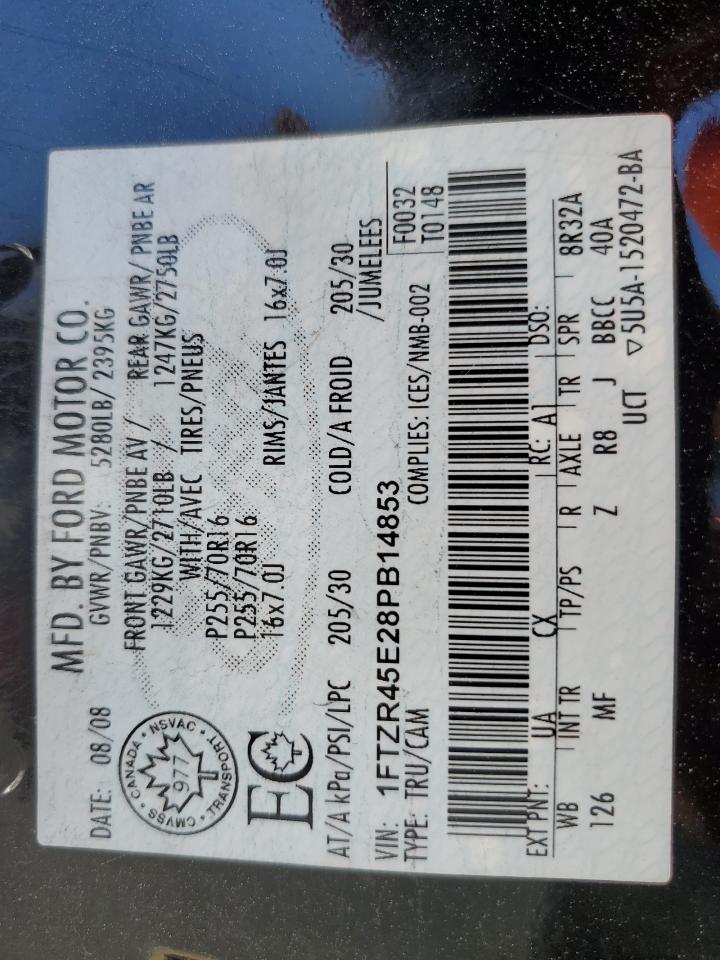 MFD. BY FORD MOTOR CO.
DATE: 08/08 GVWR/PNBV: 5280LB/ 2395KG
FRONT GAWR/PNBE AV / REAR GAWR/ PNBE AR
1229KG/2710LB / 1247KG/2750LB
WITH/AVEC TIRES/PNEUS
P255/70R16
P255/70R16
16x7.0J RIMS/JANTES 16x7.0J
CANADA • NSVAC • TRANSPORT • CMVSS •
977
EC
AT/A kPa/PSI/LPC 205/30 COLD/A FROID 205/30
/JUMELEES
VIN: 1FTZR45E28PB14853
TYPE: TRU/CAM COMPLIES: ICES/NMB-002
F0032
T0148
EXT PNT: UA CX RC: A1 DSO:
WB INT TR TP/PS R AXLE TR SPR 8R32A
126 MF Z R8 J BBCC 40A
UCT ▽5U5A-1520472-BA